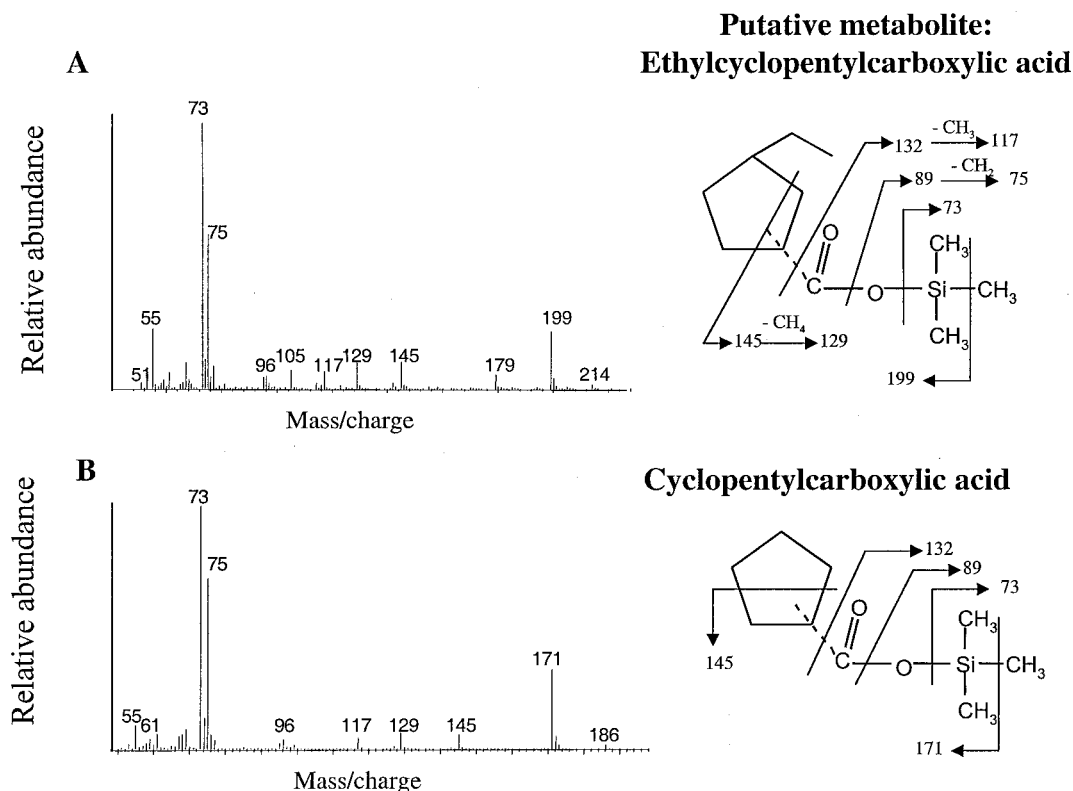 Putative metabolite:
Ethylcyclopentylcarboxylic acid
A
Relative abundance
73
75
55
51
96
105
117
129
145
179
199
214
Mass/charge
132 - CH3 117
89 - CH2 75
73
O
C
O
Si
CH3
CH3
CH3
145 - CH4 129
199
B
Relative abundance
73
75
55
61
96
117
129
145
171
186
Mass/charge
Cyclopentylcarboxylic acid
132
89
73
145
O
C
O
Si
CH3
CH3
CH3
171